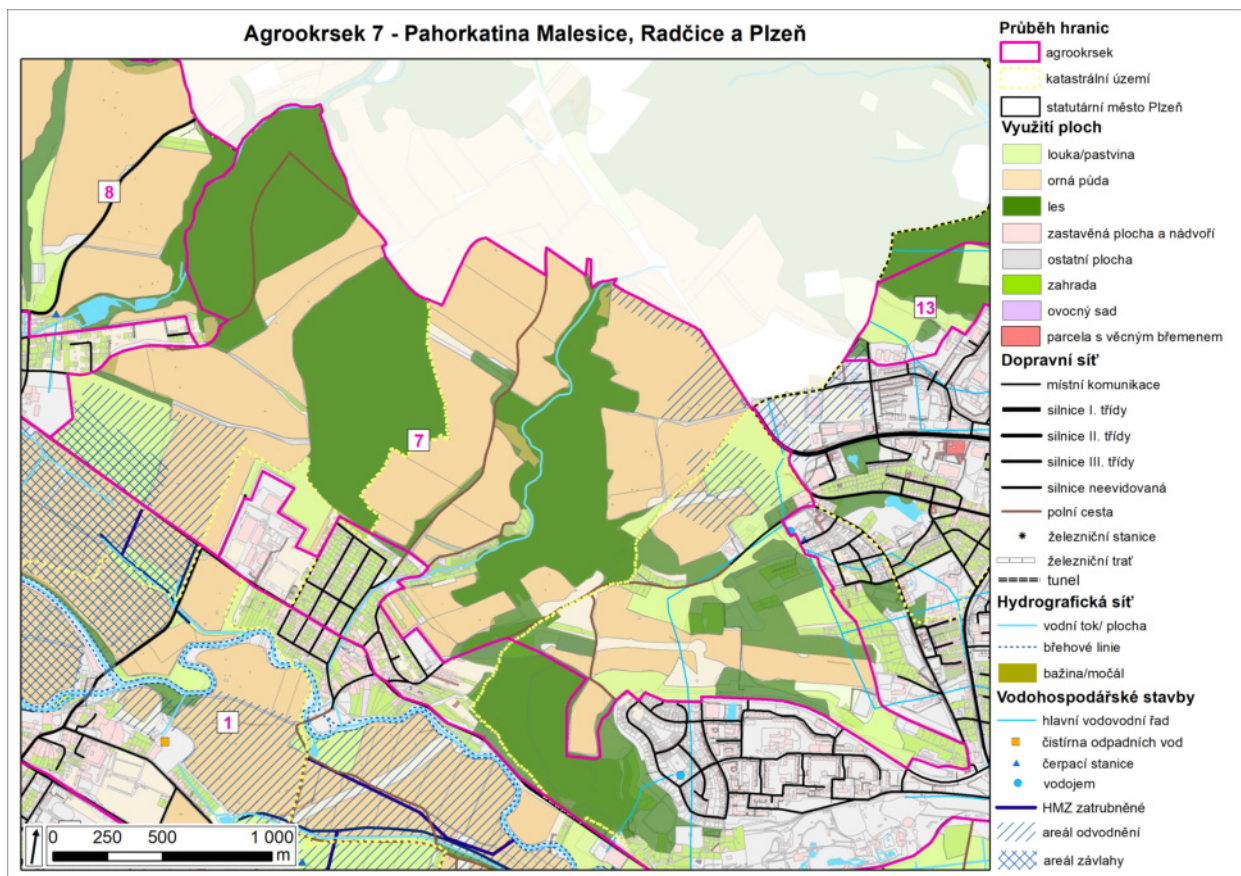 Agrookrsek 7 - Pahorkatina Malesice, Radčice a Plzeň
8
13
7
1
0 250 500 1 000
m
Průběh hranic
agrookrsek
katastrální území
statutární město Plzeň
Využití ploch
louka/pastvina
orná půda
les
zastavěná plocha a nádvoří
ostatní plocha
zahrada
ovocný sad
parcela s věcným břemenem
Dopravní síť
místní komunikace
silnice I. třídy
silnice II. třídy
silnice III. třídy
silnice neevidovaná
polní cesta
železniční stanice
železniční trať
tunel
Hydrografická síť
vodní tok/ plocha
břehové linie
bažina/močál
Vodohospodářské stavby
hlavní vodovodní řad
čistírna odpadních vod
čerpací stanice
vodojem
HMZ zatrubněné
areál odvodnění
areál závlahy